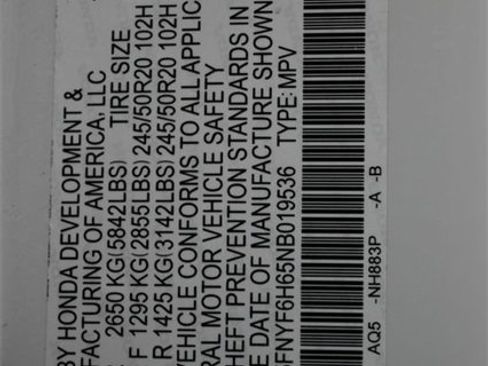 BY HONDA DEVELOPMENT &
FACTURING OF AMERICA, LLC
2650 KG(5842LBS) TIRE SIZE
F 1295 KG(2855LBS) 245/50R20 102H
R 1425 KG(3142LBS) 245/50R20 102H
VEHICLE CONFORMS TO ALL APPLIC
RAL MOTOR VEHICLE SAFETY
HEFT PREVENTION STANDARDS IN
E DATE OF MANUFACTURE SHOWN
FNYF6H65NB019536 TYPE: MPV
AQ5 -NH883P -A -B